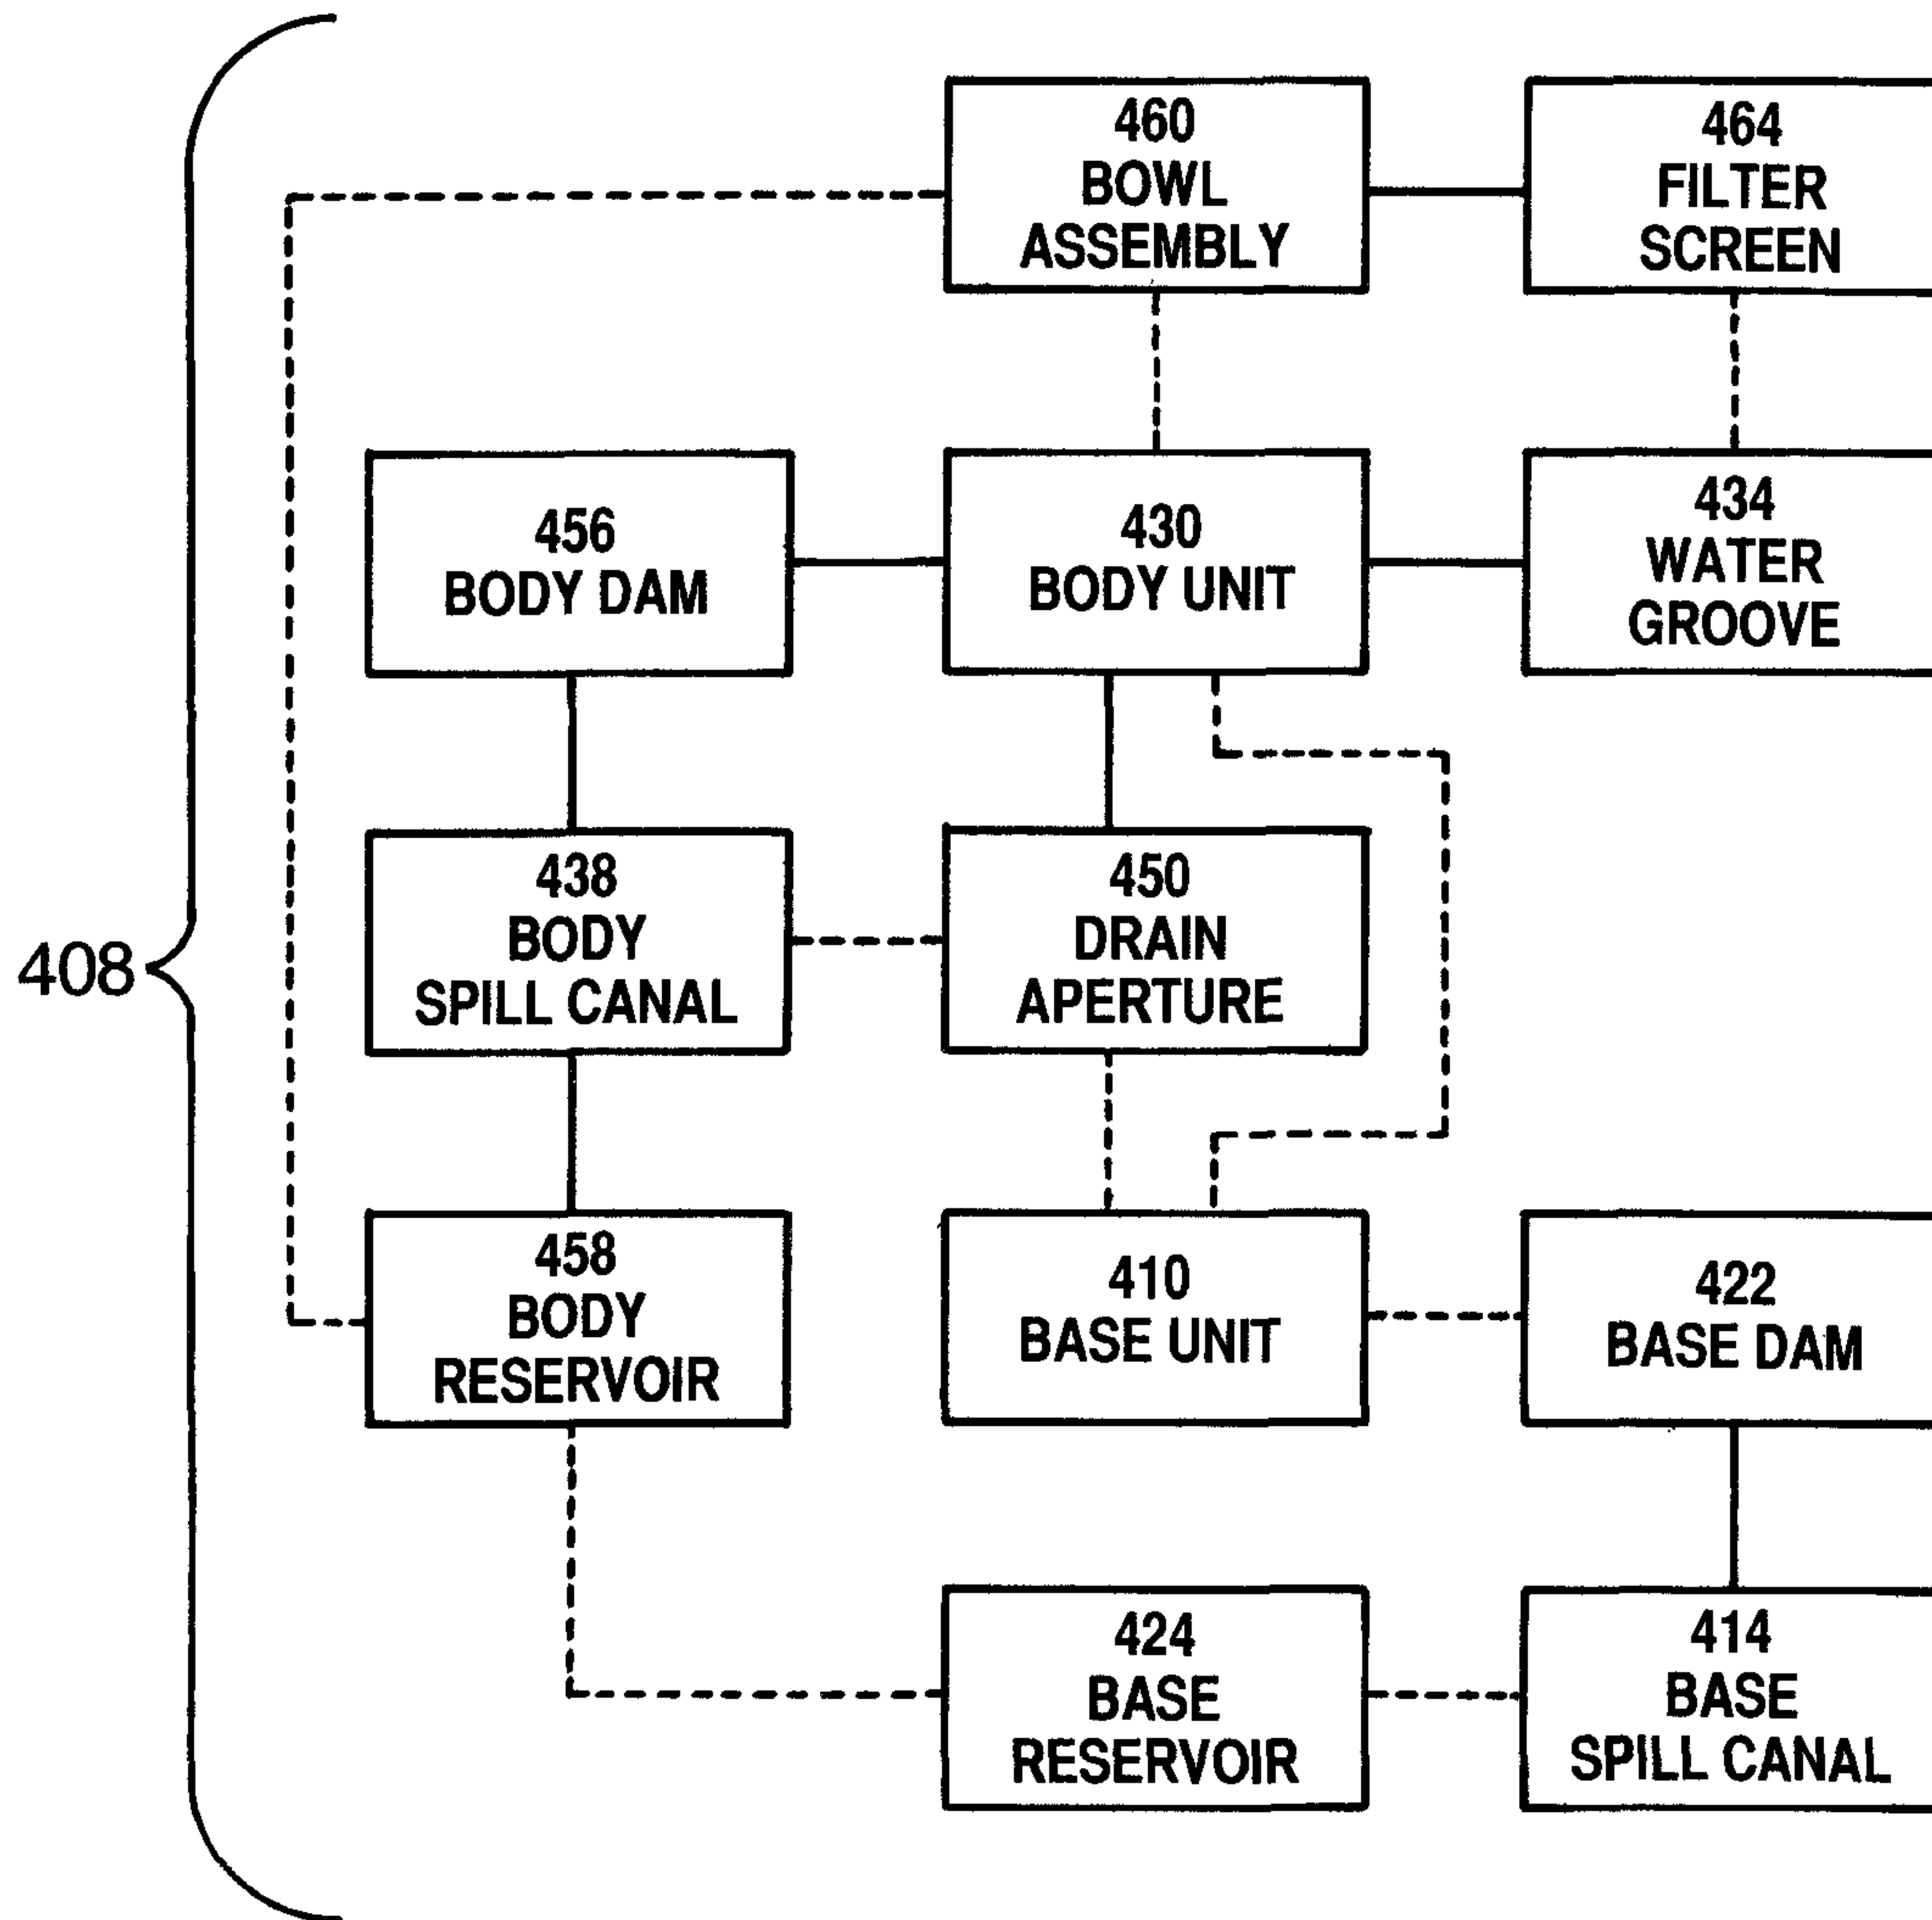 460
BOWL
ASSEMBLY
464
FILTER
SCREEN
456
BODY DAM
430
BODY UNIT
434
WATER
GROOVE
408
438
BODY
SPILL CANAL
450
DRAIN
APERTURE
458
BODY
RESERVOIR
410
BASE UNIT
422
BASE DAM
424
BASE
RESERVOIR
414
BASE
SPILL CANAL